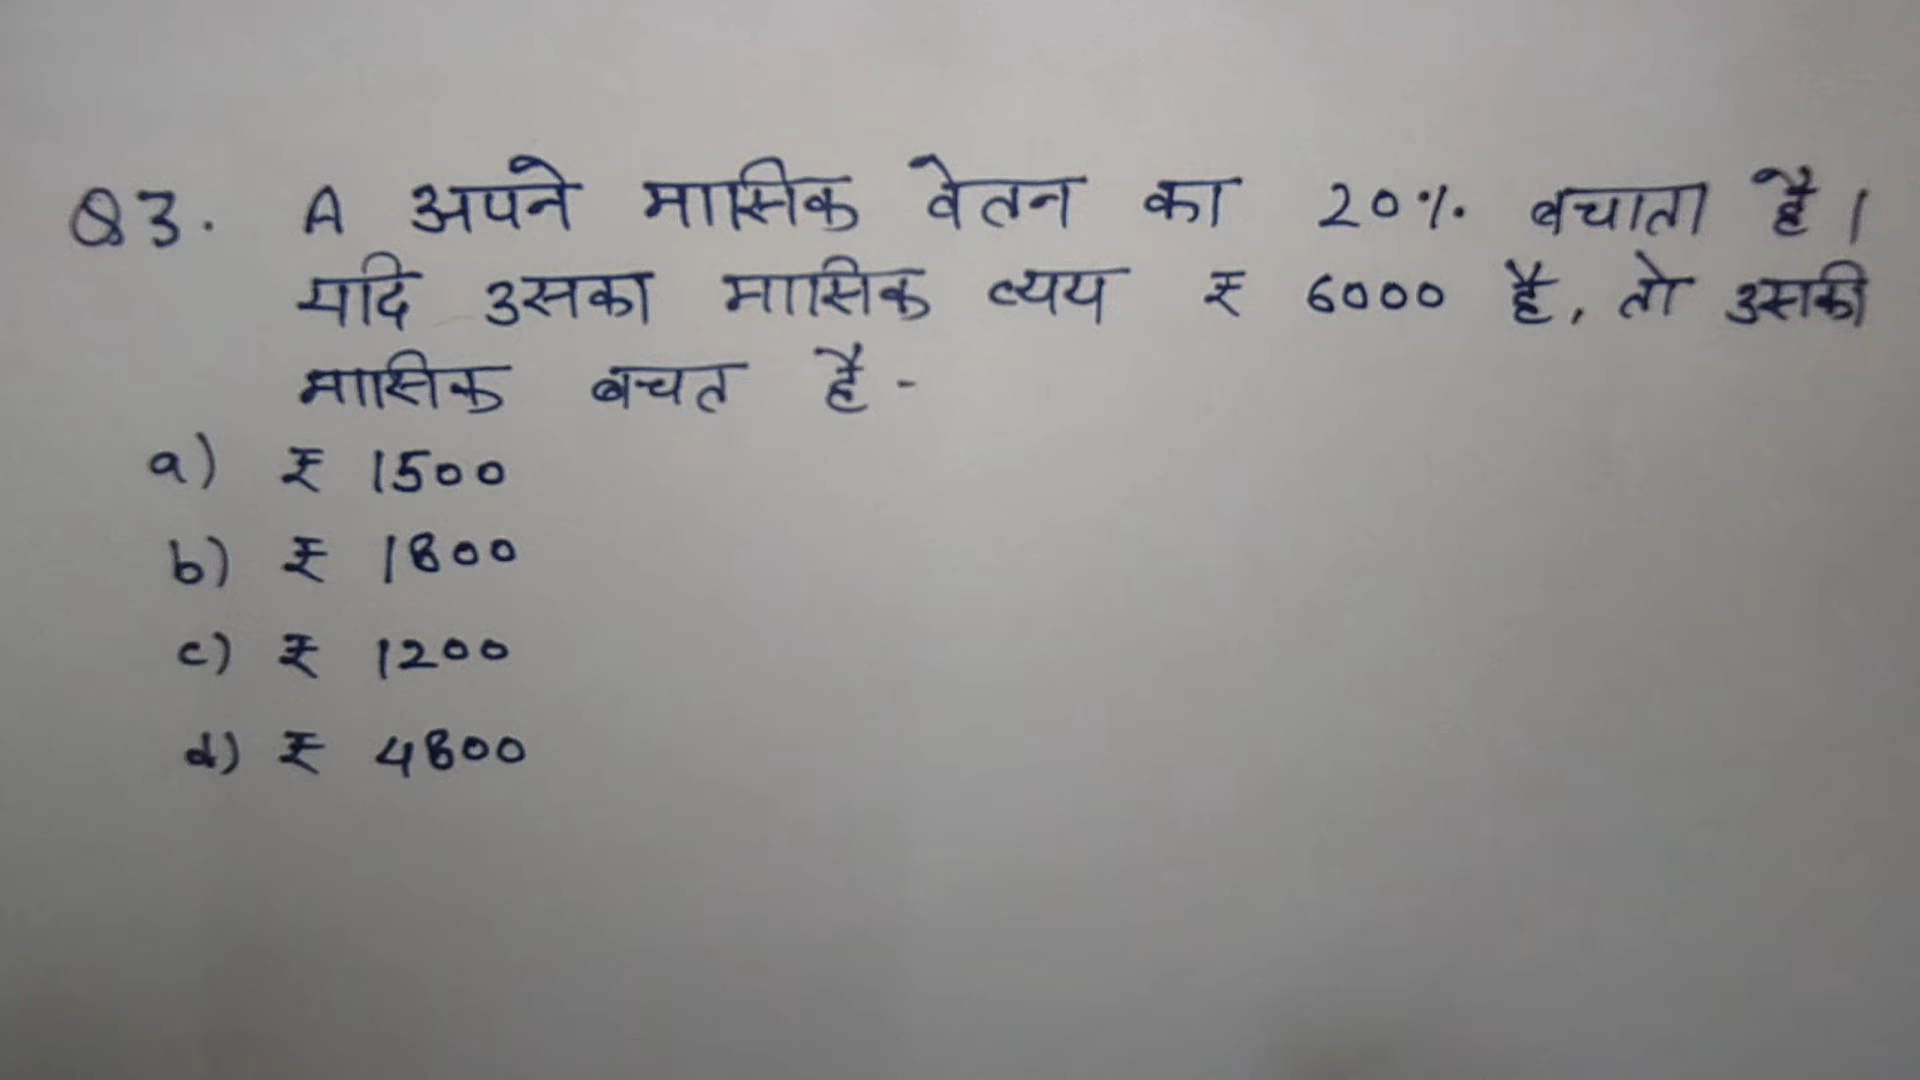 Q3. A अपने मासिक वेतन का 20% बचाता है।
यदि उसका मासिक व्यय ₹ 6000 है, तो उसकी
मासिक बचत है -
a) ₹ 1500
b) ₹ 1800
c) ₹ 1200
d) ₹ 4800